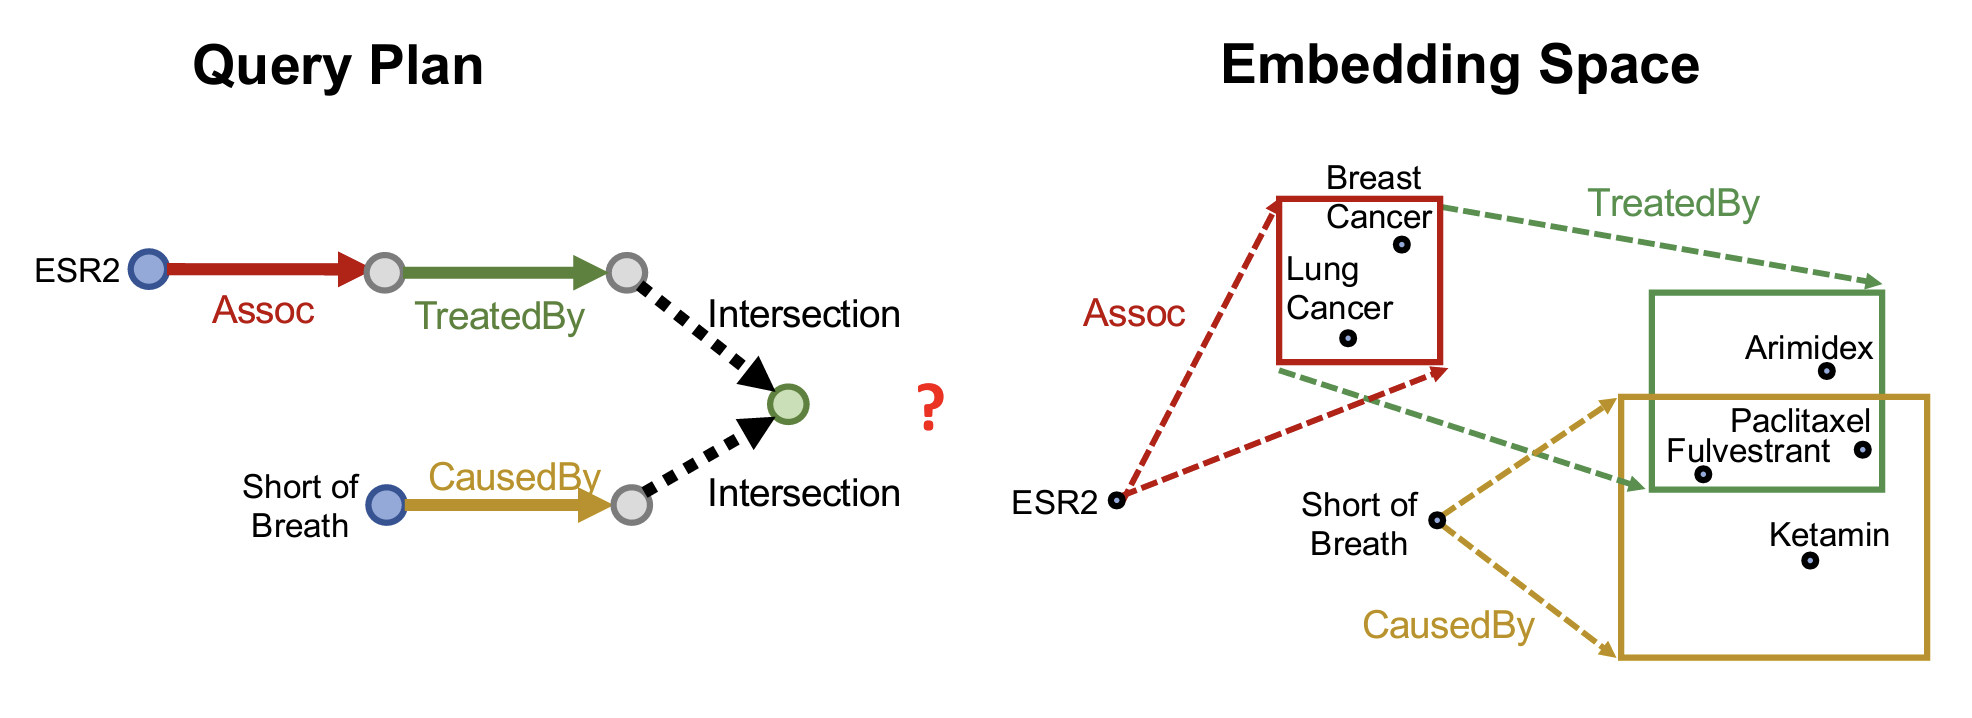 Query Plan
ESR2
Assoc
TreatedBy
Intersection
?
Short of
Breath
CausedBy
Intersection
Embedding Space
Breast
Cancer
Lung
Cancer
TreatedBy
Assoc
Arimidex
Paclitaxel
Fulvestrant
ESR2
Short of
Breath
Ketamin
CausedBy